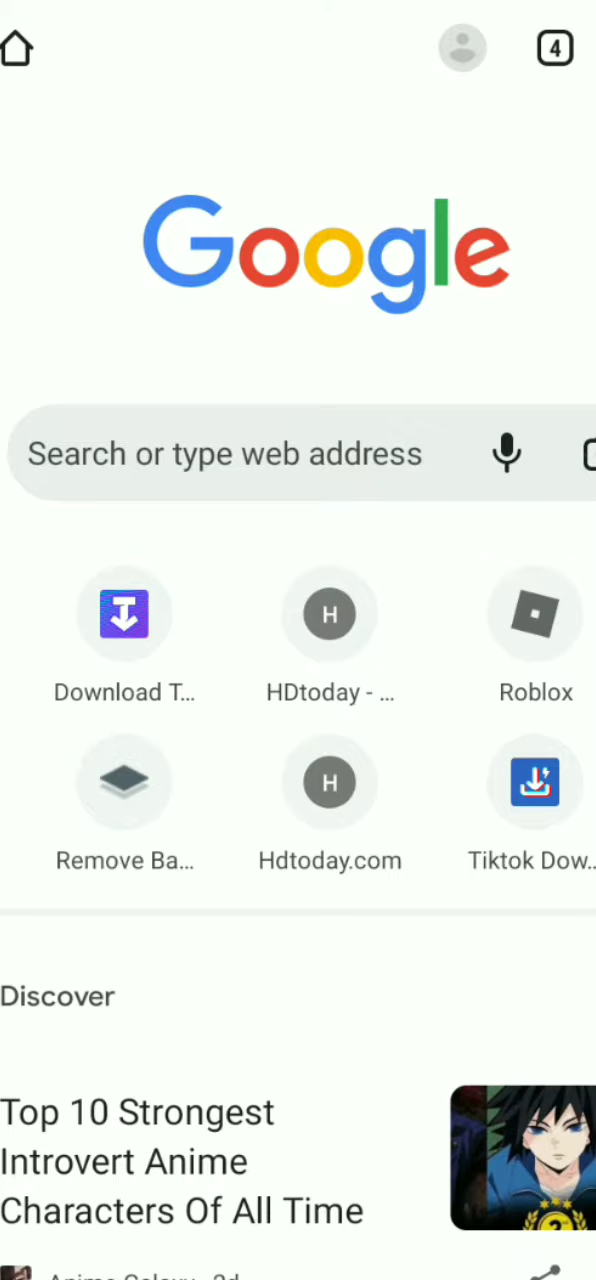 4
Google
Search or type web address
H
Download T...
HDtoday - ...
Roblox
H
Remove Ba...
Hdtoday.com
Tiktok Dow..
Discover
Top 10 Strongest
Introvert Anime
Characters Of All Time
2